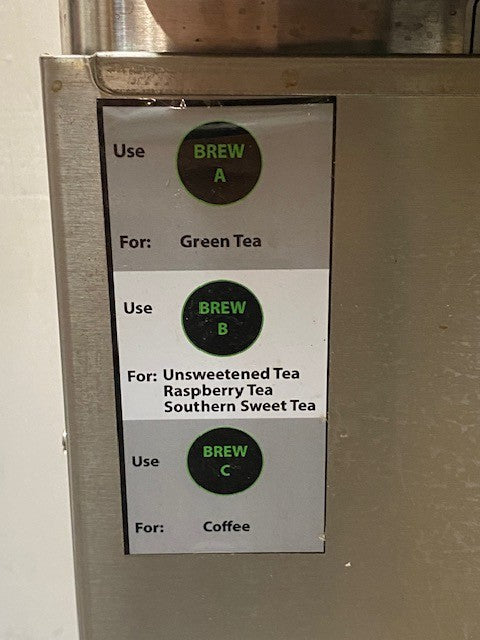 Use BREW A
For: Green Tea
Use BREW B
For: Unsweetened Tea
Raspberry Tea
Southern Sweet Tea
Use BREW C
For: Coffee